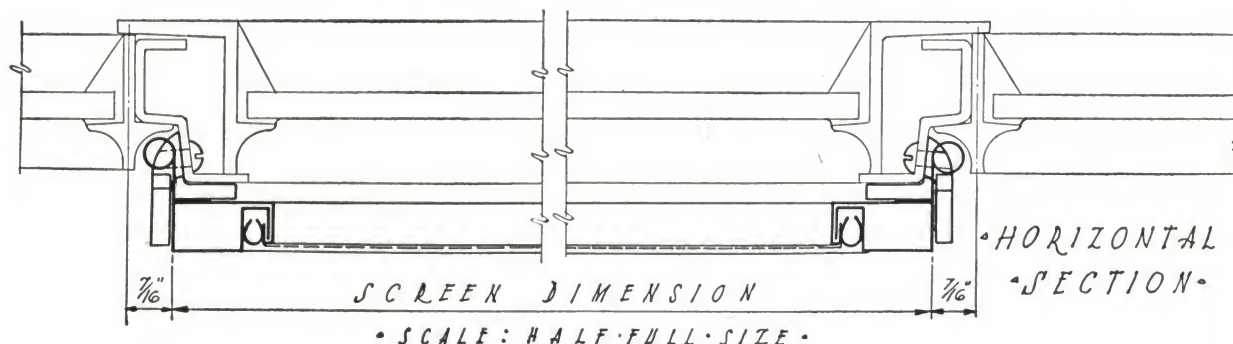 •HORIZONTAL
•SECTION•
7/16" SCREEN DIMENSION 7/16"
•SCALE: HALF·FULL·SIZE•